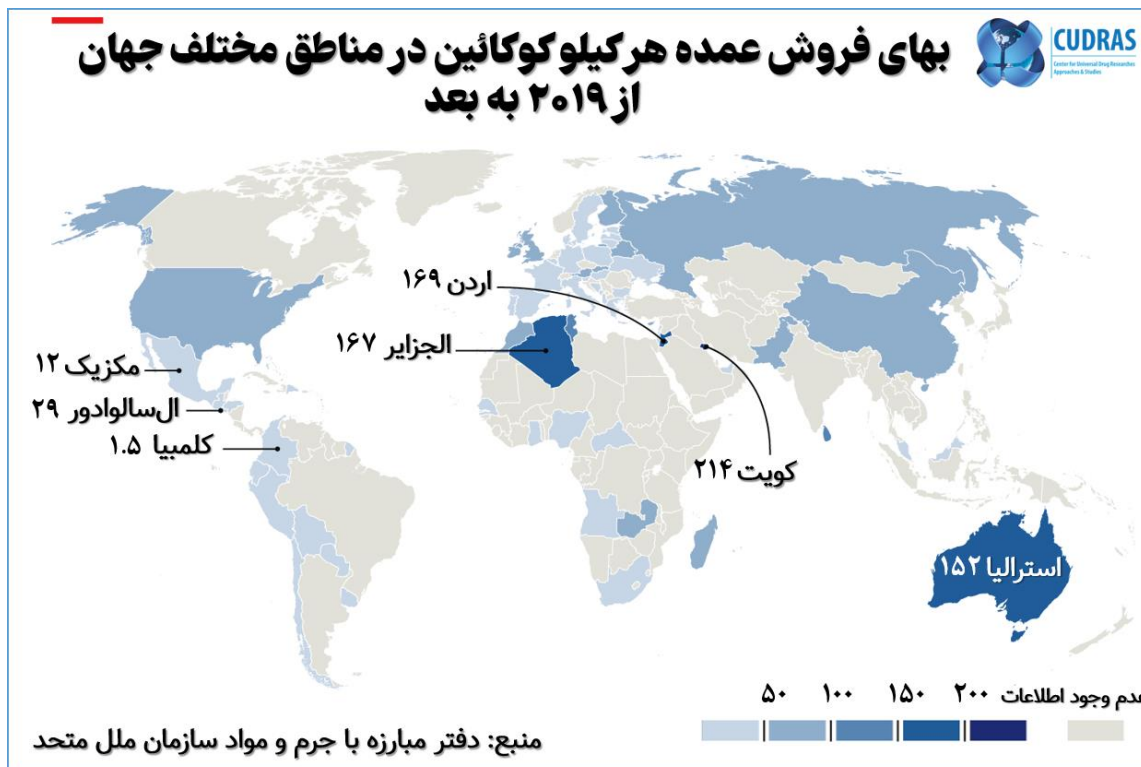 بهای فروش عمده هر کیلو کوکائین در مناطق مختلف جهان
از ۲۰۱۹ به بعد
CUDRAS
Center for Universal Drug Researches
Approaches & Studies
اردن ۱۶۹
الجزایر ۱۶۷
مکزیک ۱۲
ال‌سالوادور ۲۹
کلمبیا ۱.۵
کویت ۲۱۴
استرالیا ۱۵۲
۵۰ ۱۰۰ ۱۵۰ ۲۰۰ عدم وجود اطلاعات
منبع: دفتر مبارزه با جرم و مواد سازمان ملل متحد